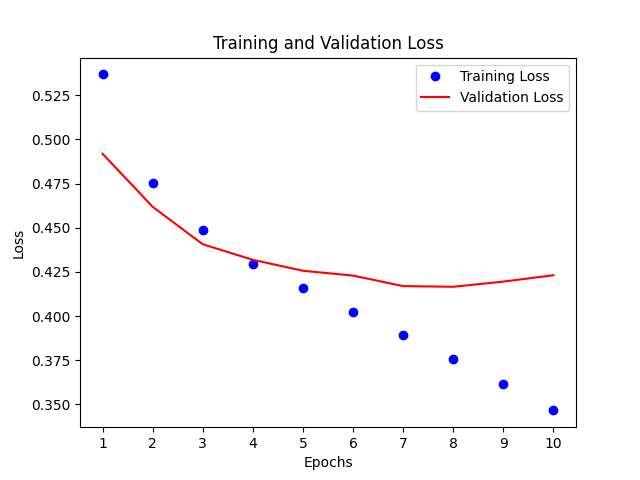 Training and Validation Loss
Training Loss
Validation Loss
0.525
0.500
0.475
0.450
0.425
0.400
0.375
0.350
Loss
1 2 3 4 5 6 7 8 9 10
Epochs